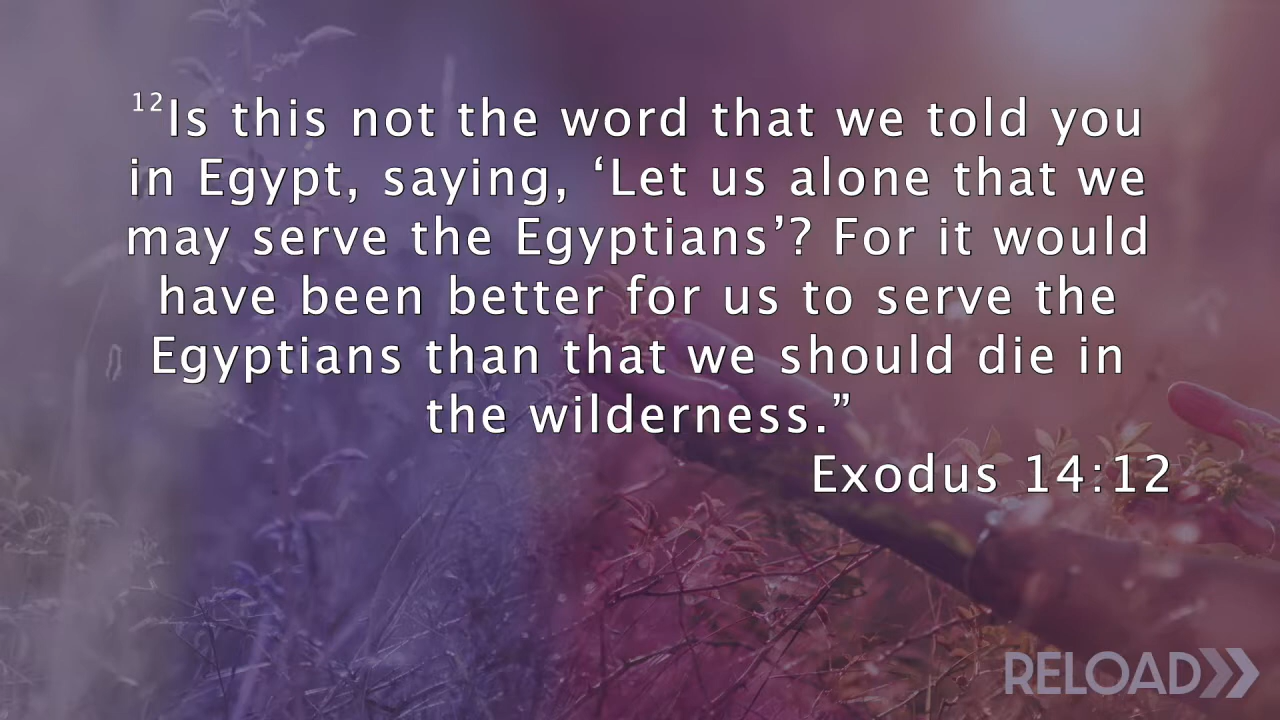 ¹²Is this not the word that we told you
in Egypt, saying, ‘Let us alone that we
may serve the Egyptians’? For it would
have been better for us to serve the
Egyptians than that we should die in
the wilderness.”
Exodus 14:12
RELOAD